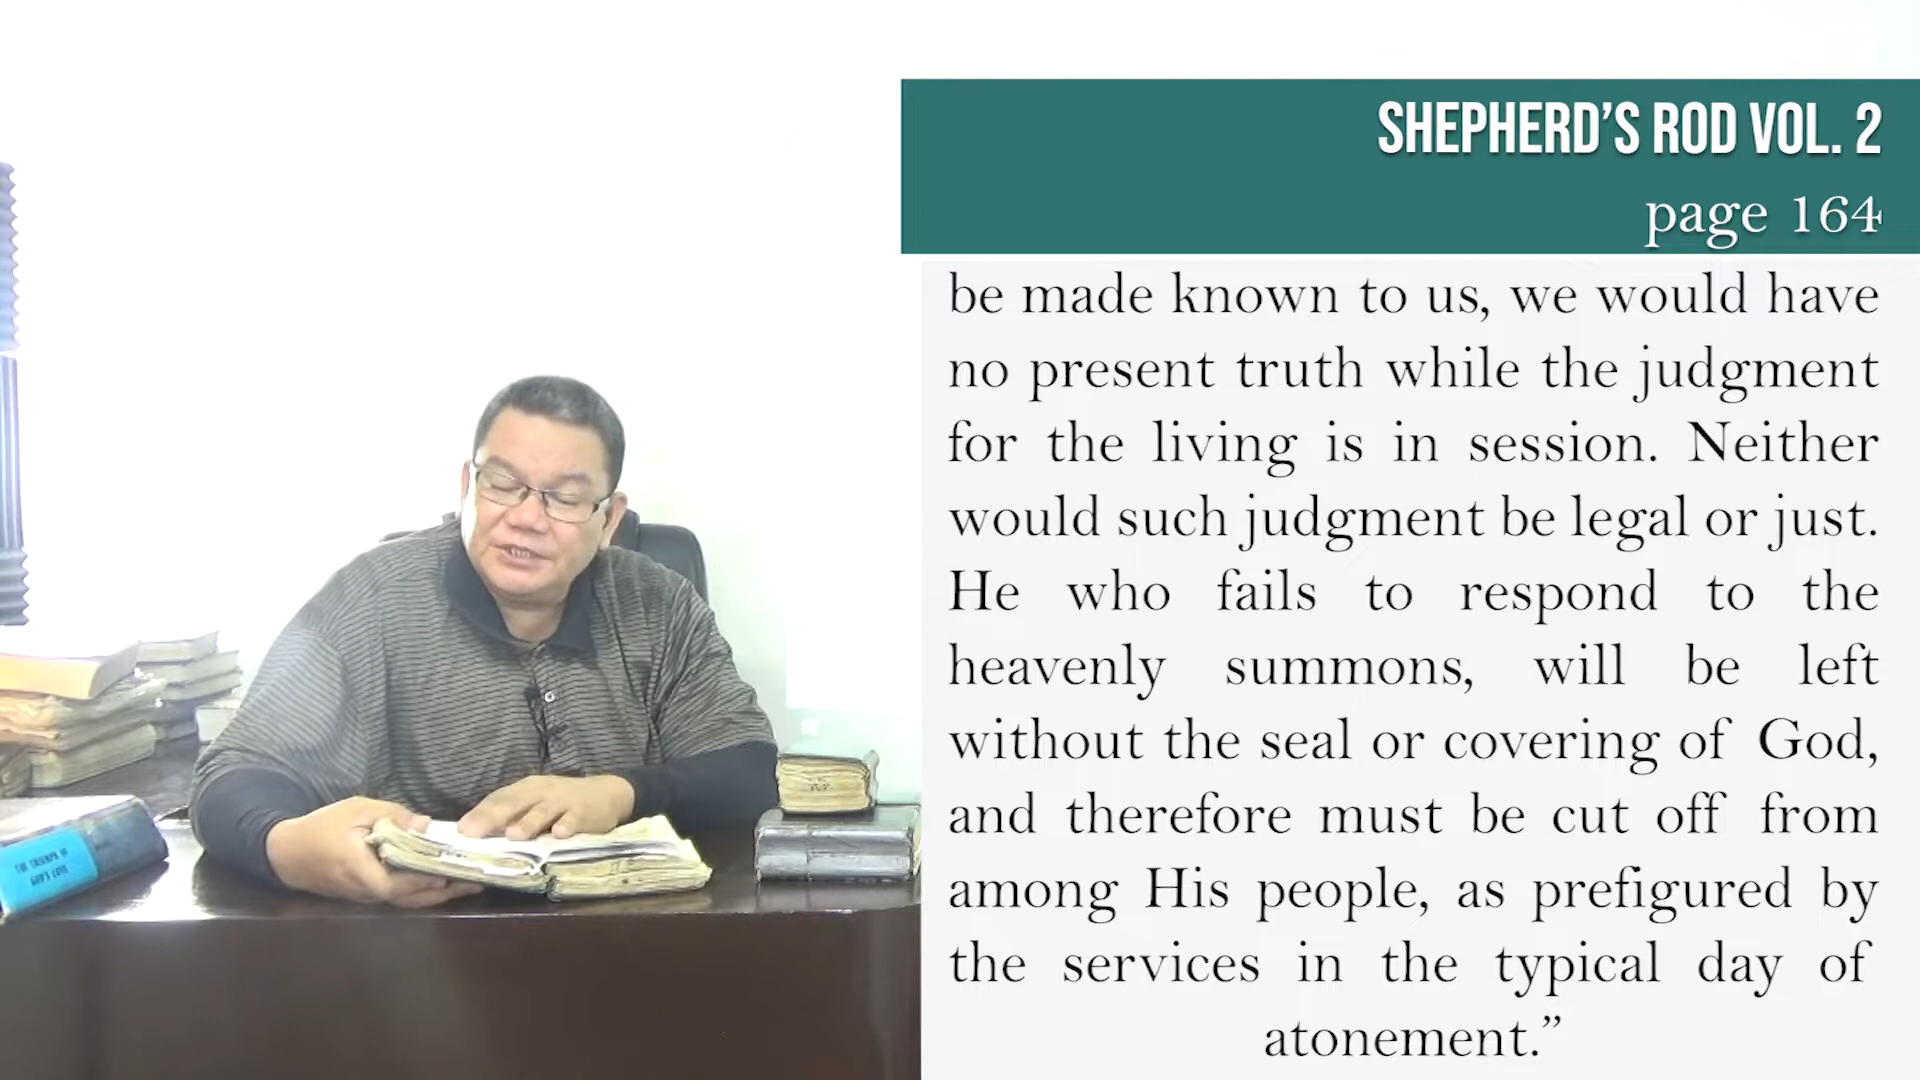 SHEPHERD'S ROD VOL. 2
page 164
be made known to us, we would have
no present truth while the judgment
for the living is in session. Neither
would such judgment be legal or just.
He who fails to respond to the
heavenly summons, will be left
without the seal or covering of God,
and therefore must be cut off from
among His people, as prefigured by
the services in the typical day of
atonement.”